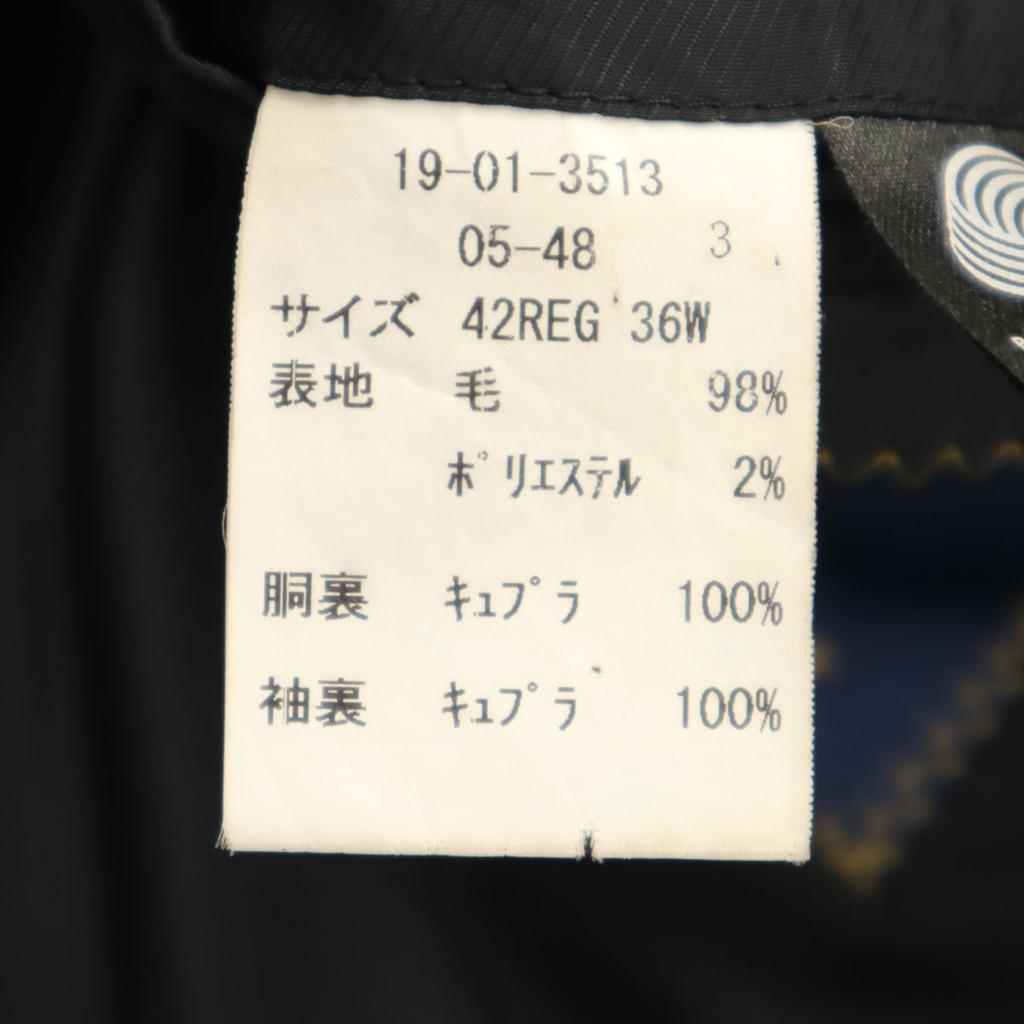 19-01-3513
05-48 3
サイズ 42REG 36W
表地 毛 98%
ﾎﾟﾘｴｽﾃﾙ 2%
胴裏 ｷｭﾌﾟﾗ 100%
袖裏 ｷｭﾌﾟﾗ 100%